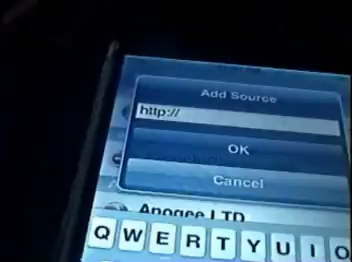 Add Source
http://
OK
Cancel
Apogee LTD
Q W E R T Y U I O